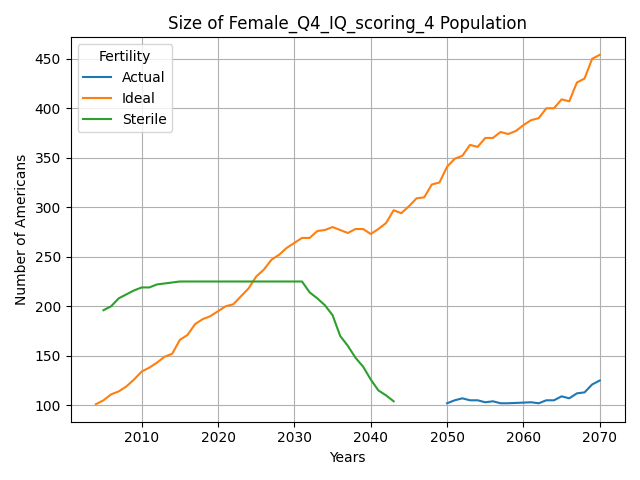 Size of Female_Q4_IQ_scoring_4 Population
Number of Americans
450
400
350
300
250
200
150
100
Fertility
Actual
Ideal
Sterile
2010 2020 2030 2040 2050 2060 2070
Years